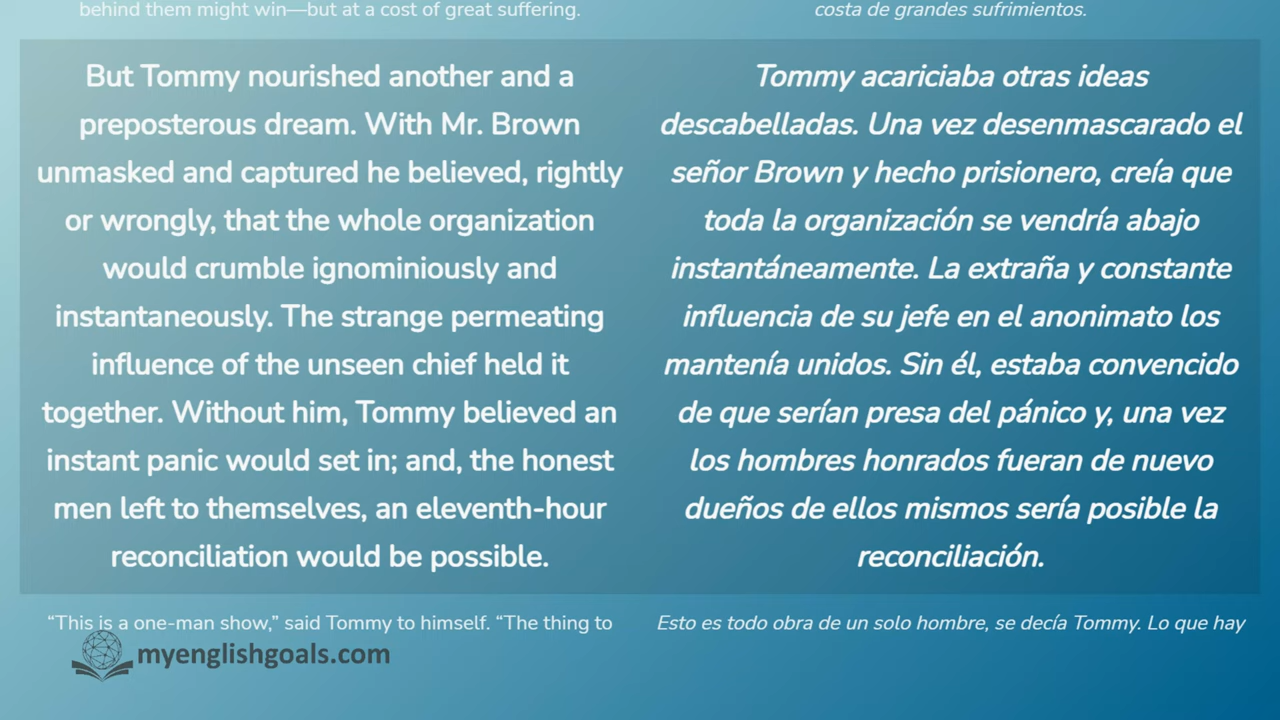 behind them might win—but at a cost of great suffering.
But Tommy nourished another and a
preposterous dream. With Mr. Brown
unmasked and captured he believed, rightly
or wrongly, that the whole organization
would crumble ignominiously and
instantaneously. The strange permeating
influence of the unseen chief held it
together. Without him, Tommy believed an
instant panic would set in; and, the honest
men left to themselves, an eleventh-hour
reconciliation would be possible.
“This is a one-man show,” said Tommy to himself. “The thing to
costa de grandes sufrimientos.
Tommy acariciaba otras ideas
descabelladas. Una vez desenmascarado el
señor Brown y hecho prisionero, creía que
toda la organización se vendría abajo
instantáneamente. La extraña y constante
influencia de su jefe en el anonimato los
mantenía unidos. Sin él, estaba convencido
de que serían presa del pánico y, una vez
los hombres honrados fueran de nuevo
dueños de ellos mismos sería posible la
reconciliación.
Esto es todo obra de un solo hombre, se decía Tommy. Lo que hay
myenglishgoals.com